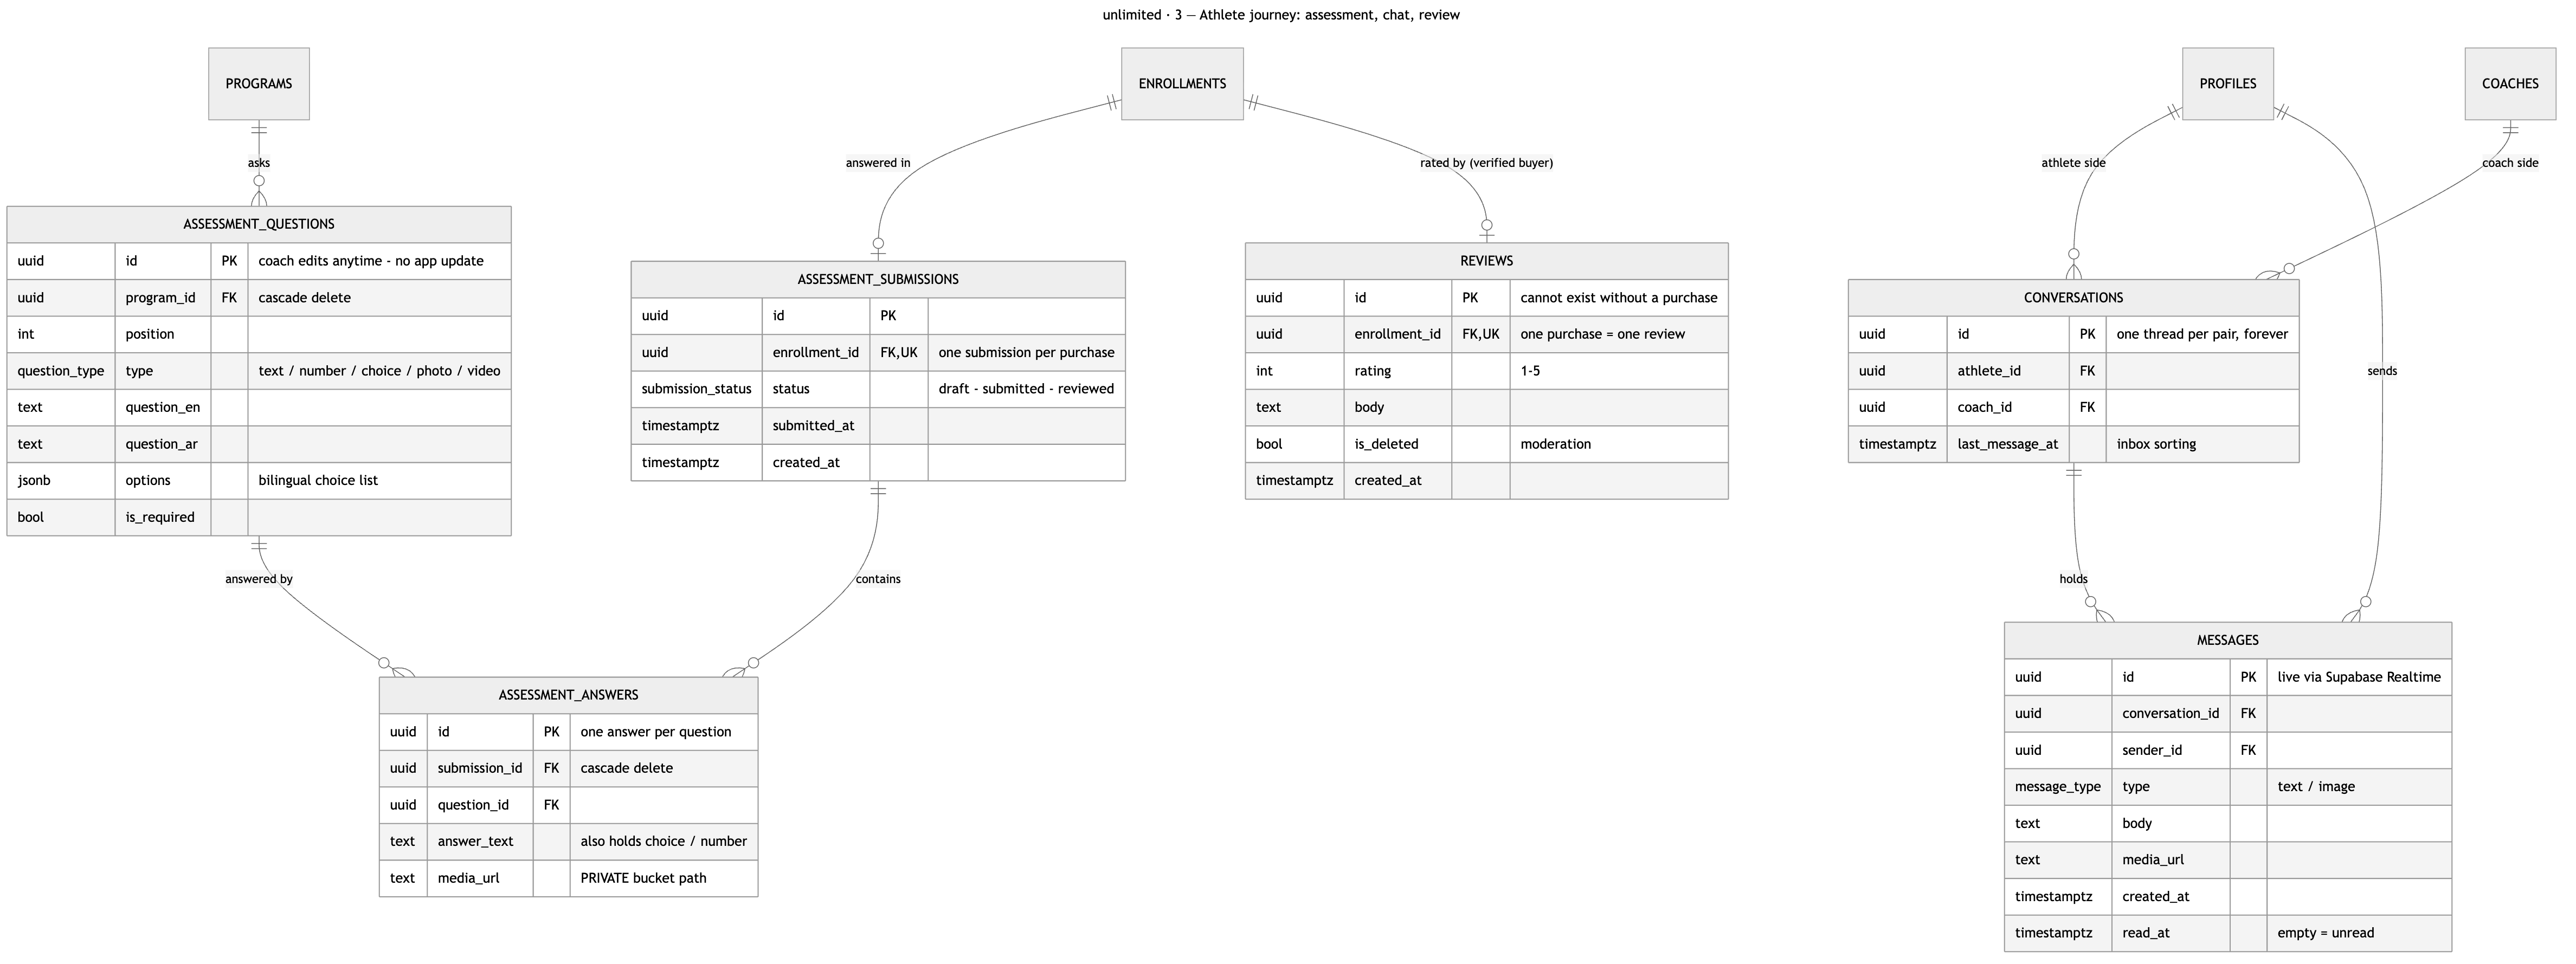 unlimited · 3 — Athlete journey: assessment, chat, review
PROGRAMS
ENROLLMENTS
PROFILES
COACHES
asks
answered in
rated by (verified buyer)
athlete side
coach side
ASSESSMENT_QUESTIONS
uuid id PK coach edits anytime - no app update
uuid program_id FK cascade delete
int position
question_type type text / number / choice / photo / video
text question_en
text question_ar
jsonb options bilingual choice list
bool is_required
ASSESSMENT_SUBMISSIONS
uuid id PK
uuid enrollment_id FK,UK one submission per purchase
submission_status status draft - submitted - reviewed
timestamptz submitted_at
timestamptz created_at
REVIEWS
uuid id PK cannot exist without a purchase
uuid enrollment_id FK,UK one purchase = one review
int rating 1-5
text body
bool is_deleted moderation
timestamptz created_at
CONVERSATIONS
uuid id PK one thread per pair, forever
uuid athlete_id FK
uuid coach_id FK
timestamptz last_message_at inbox sorting
sends
answered by
contains
holds
ASSESSMENT_ANSWERS
uuid id PK one answer per question
uuid submission_id FK cascade delete
uuid question_id FK
text answer_text also holds choice / number
text media_url PRIVATE bucket path
MESSAGES
uuid id PK live via Supabase Realtime
uuid conversation_id FK
uuid sender_id FK
message_type type text / image
text body
text media_url
timestamptz created_at
timestamptz read_at empty = unread